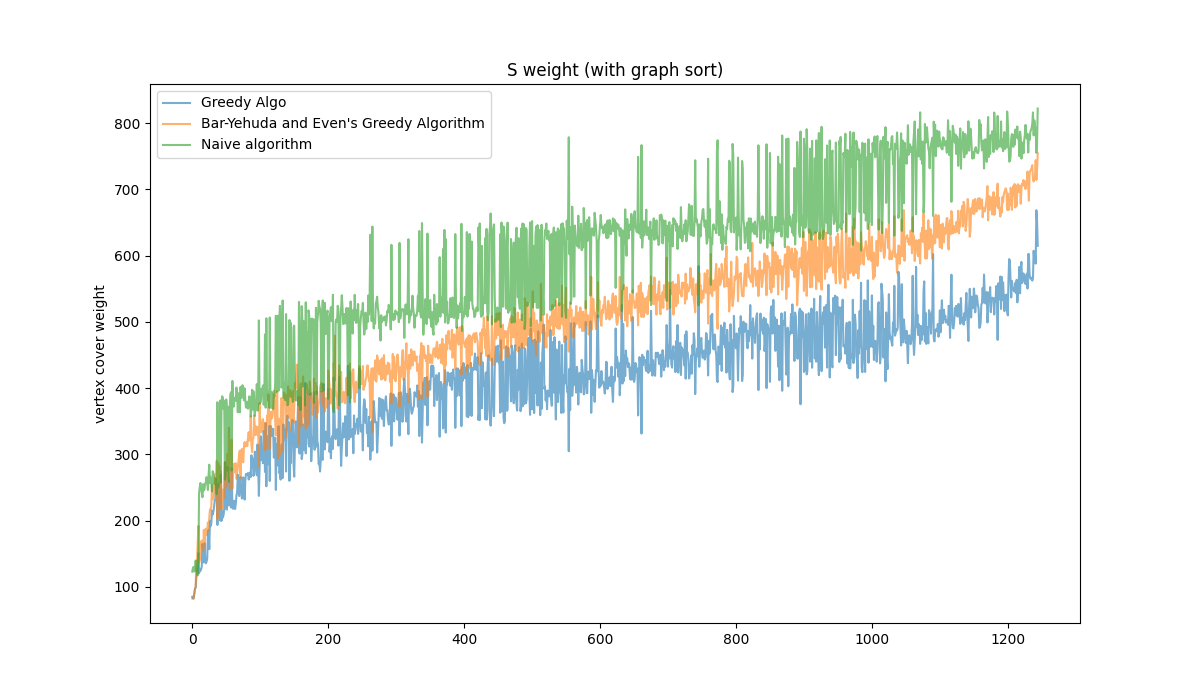 S weight (with graph sort)
Greedy Algo
Bar-Yehuda and Even's Greedy Algorithm
Naive algorithm
vertex cover weight
800
700
600
500
400
300
200
100
0 200 400 600 800 1000 1200